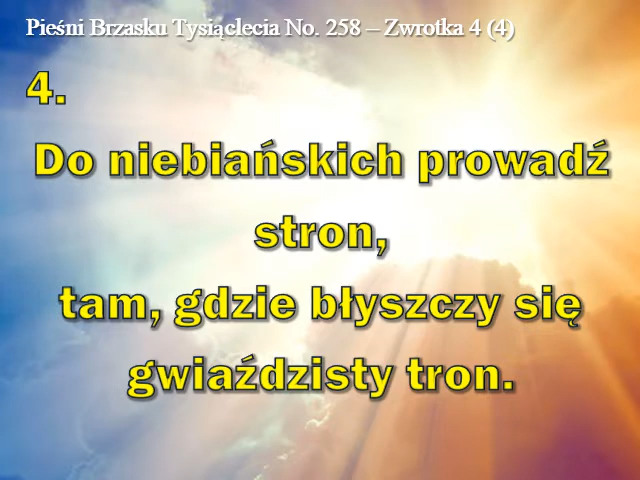 Pieśni Brzasku Tysiąclecia No. 258 – Zwrotka 4 (4)
4.
Do niebiańskich prowadź
stron,
tam, gdzie błyszczy się
gwiaździsty tron.